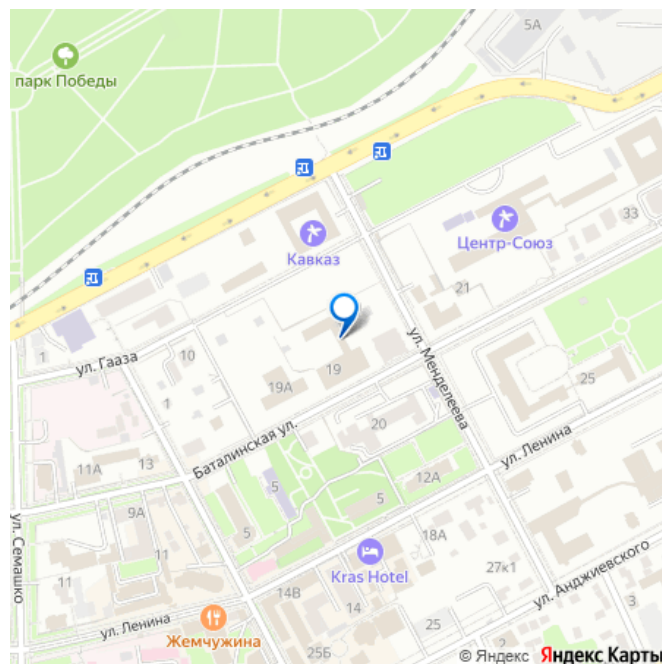 5А
парк Победы
Кавказ
Центр-Союз
33
21
1
ул. Гааза
10
ул. Менделеева
19
19А
1
25
20
Баталинская ул.
ул. Ленина
11А
13
12А
5
5
9А
5
18А
ул. Семашко
11
11
Kras Hotel
27к1
ул. Анджиевского
14В
14
3
ул. Ленина
25
Жемчужина
25Б
2
© Яндекс Яндекс Карты